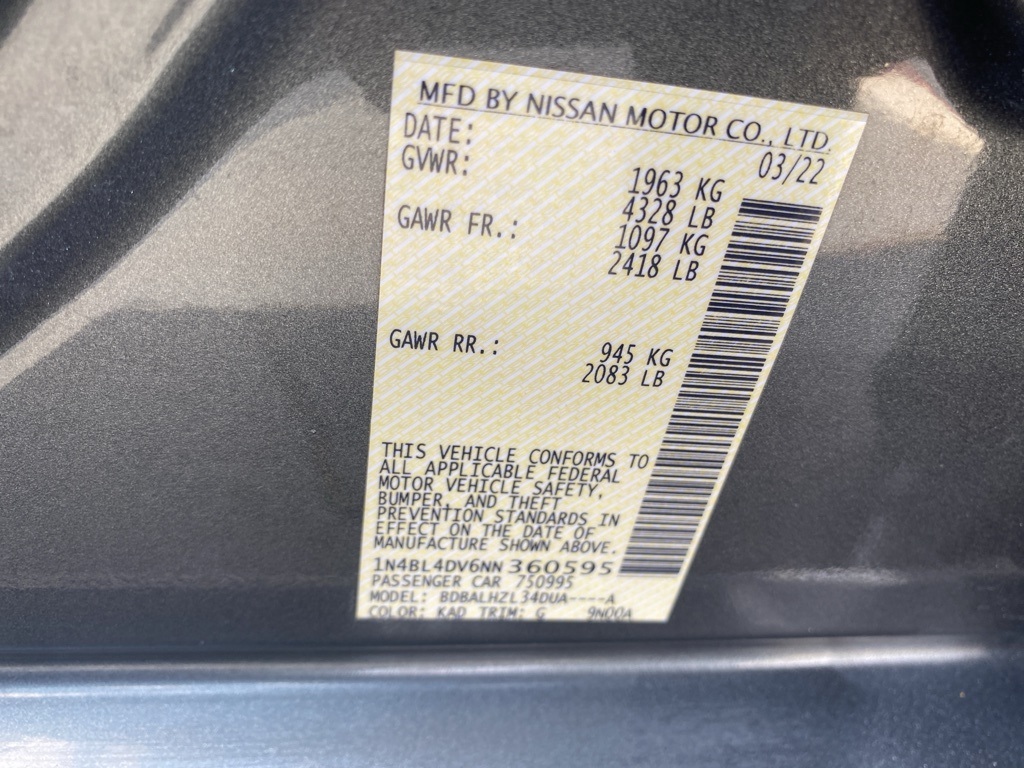 MFD BY NISSAN MOTOR CO., LTD.
DATE: 03/22
GVWR: 1963 KG
4328 LB
GAWR FR.: 1097 KG
2418 LB
GAWR RR.: 945 KG
2083 LB
THIS VEHICLE CONFORMS TO
ALL APPLICABLE FEDERAL
MOTOR VEHICLE SAFETY,
BUMPER, AND THEFT
PREVENTION STANDARDS IN
EFFECT ON THE DATE OF
MANUFACTURE SHOWN ABOVE.
1N4BL4DV6NN360595
PASSENGER CAR 750995
MODEL: BDBALHZL34DUA----A
COLOR: KAD TRIM: G 9N00A